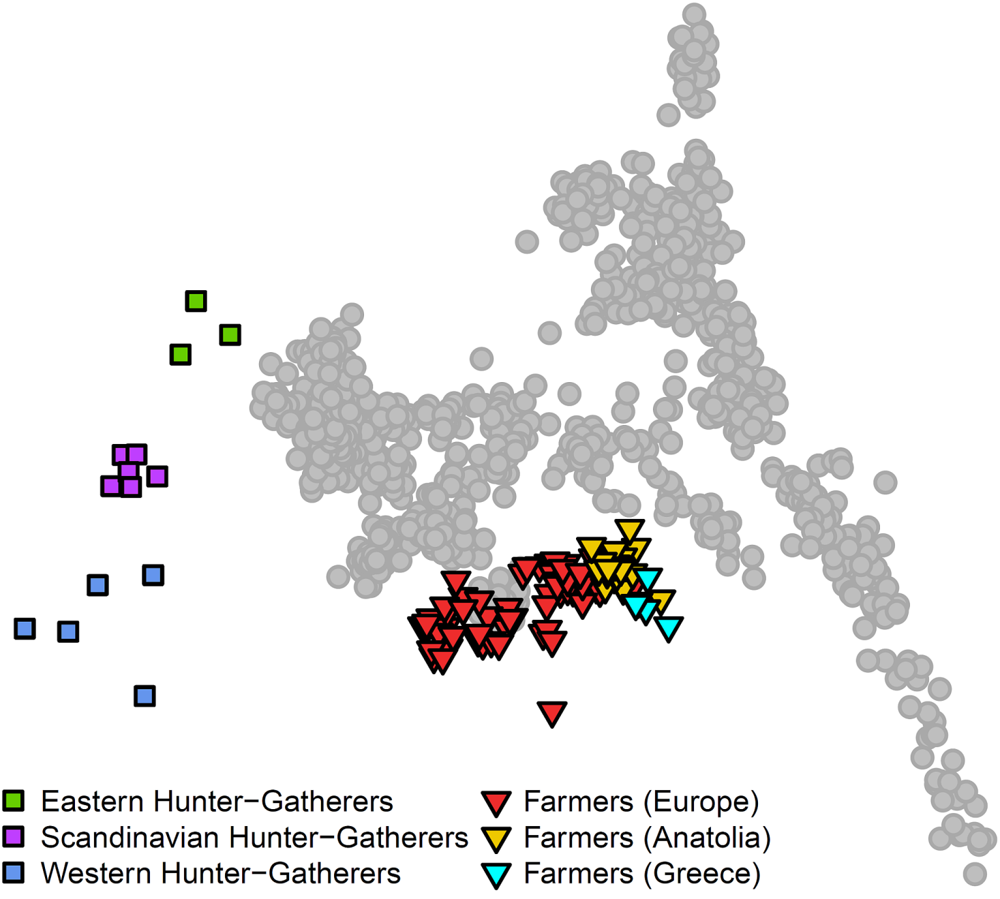 Eastern Hunter−Gatherers
Scandinavian Hunter−Gatherers
Western Hunter−Gatherers
Farmers (Europe)
Farmers (Anatolia)
Farmers (Greece)